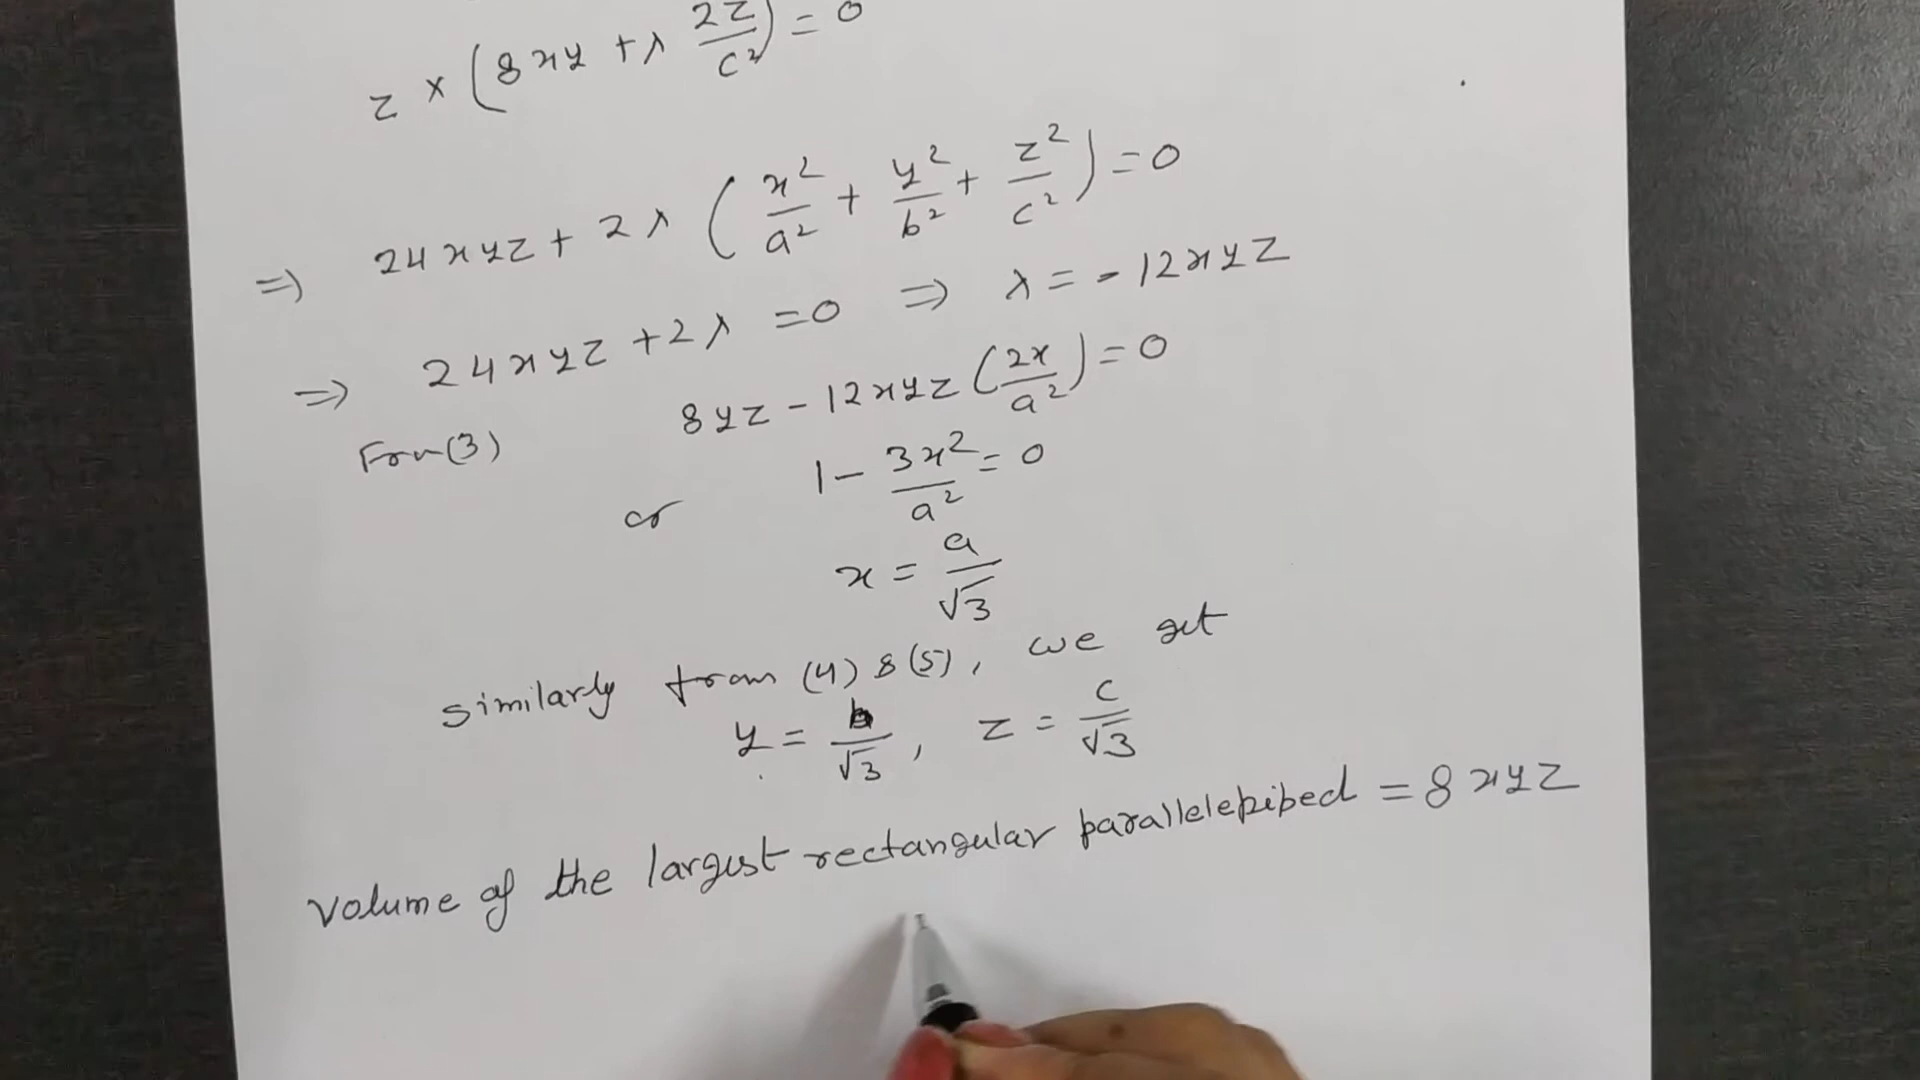 z × (8xy + λ 2z/c²) = 0
⇒ 24xyz + 2λ (x²/a² + y²/b² + z²/c²) = 0
⇒ 24xyz + 2λ = 0 ⇒ λ = -12xyz
From (3) 8yz - 12xyz (2x/a²) = 0
or 1 - 3x²/a² = 0
x = a/√3
similarly from (4) & (5), we get
y = b/√3, z = c/√3
Volume of the largest rectangular parallelepiped = 8xyz